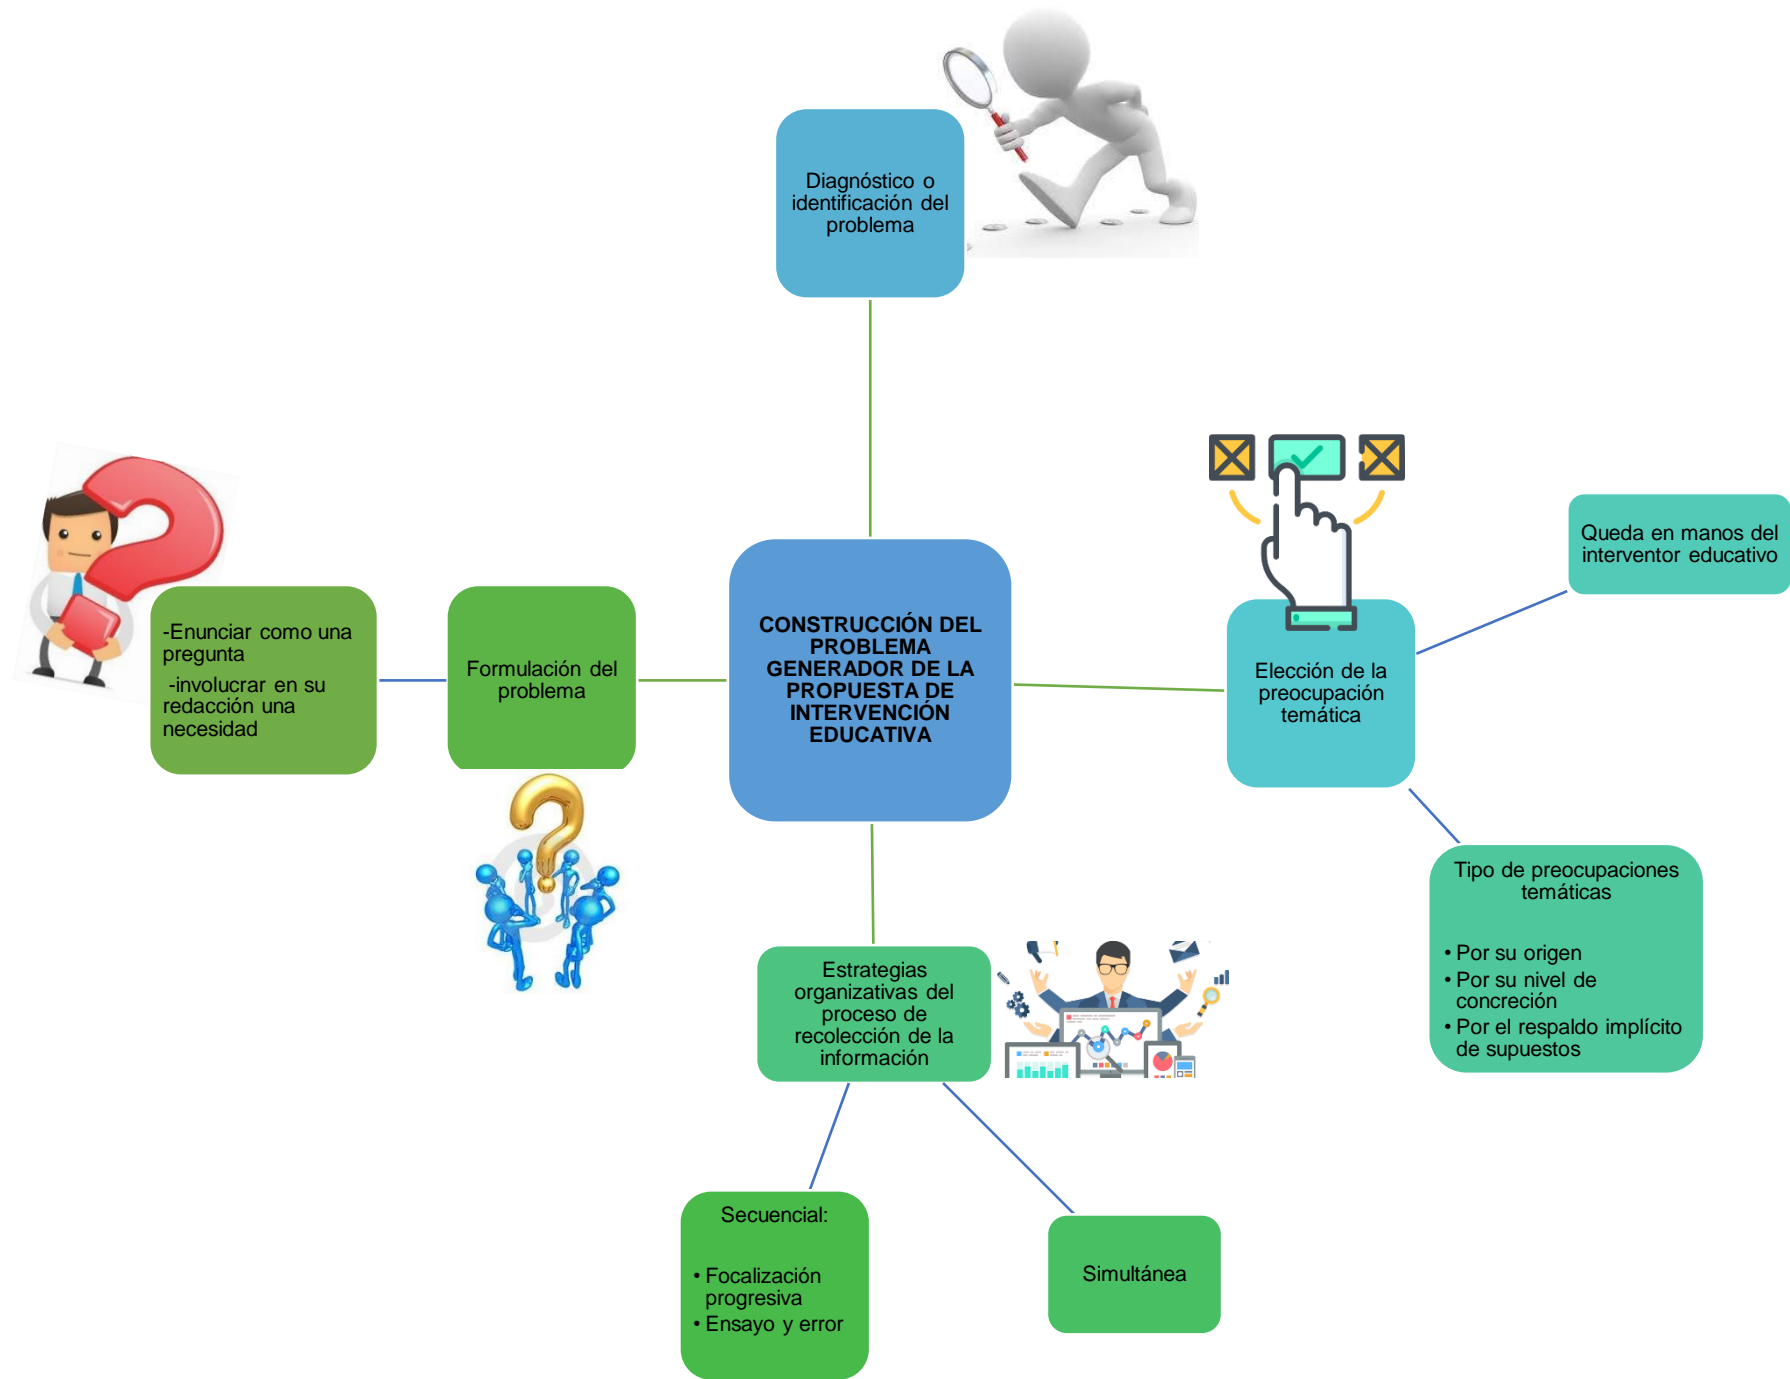 Diagnóstico o
identificación del
problema
CONSTRUCCIÓN DEL
PROBLEMA
GENERADOR DE LA
PROPUESTA DE
INTERVENCIÓN
EDUCATIVA
Elección de la
preocupación
temática
Queda en manos del
interventor educativo
Tipo de preocupaciones
temáticas
• Por su origen
• Por su nivel de
concreción
• Por el respaldo implícito
de supuestos
Estrategias
organizativas del
proceso de
recolección de la
información
Secuencial:
• Focalización
progresiva
• Ensayo y error
Simultánea
Formulación del
problema
-Enunciar como una
pregunta
-involucrar en su
redacción una
necesidad